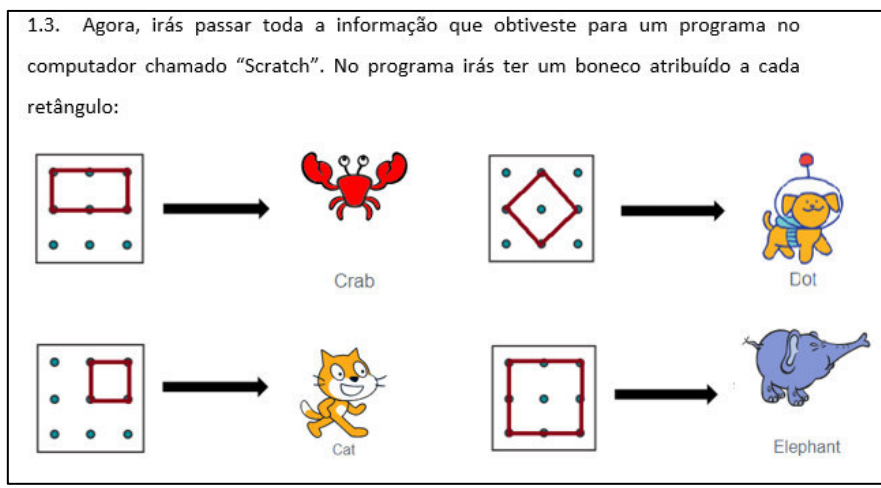 1.3. Agora, irás passar toda a informação que obtiveste para um programa no
computador chamado “Scratch”. No programa irás ter um boneco atribuído a cada
retângulo:
Crab
Dot
Cat
Elephant